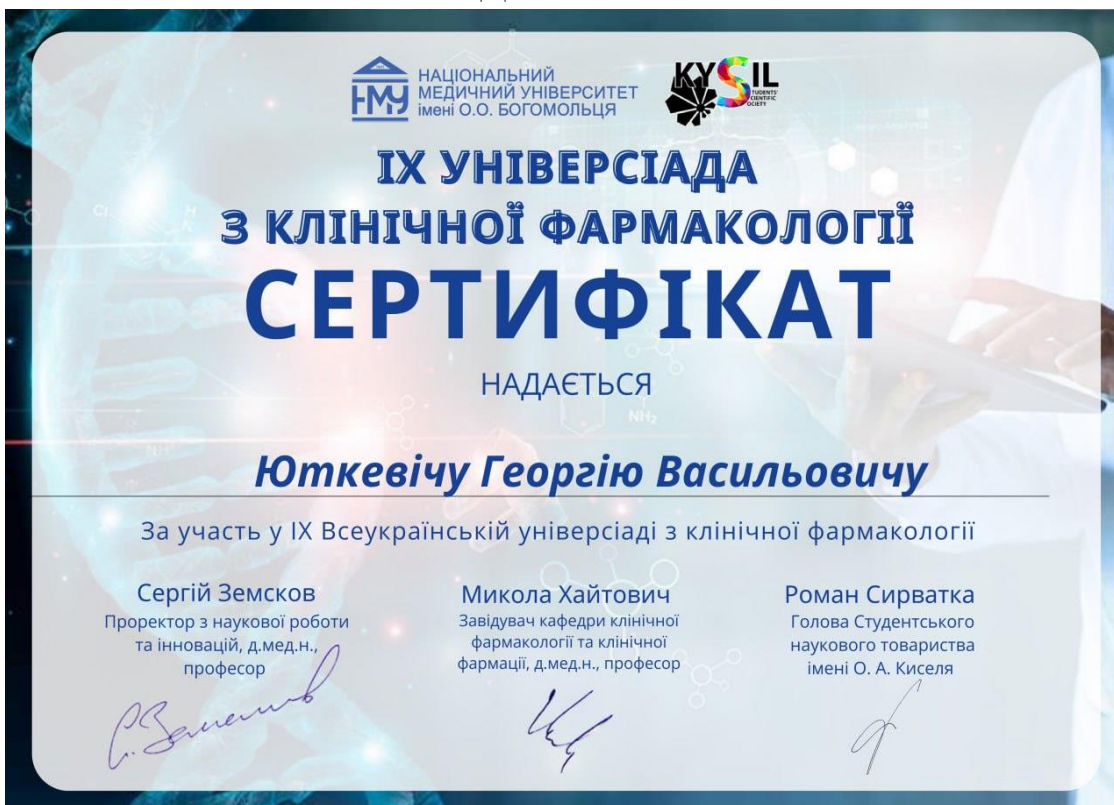 НАЦІОНАЛЬНИЙ
МЕДИЧНИЙ УНІВЕРСИТЕТ
імені О.О. БОГОМОЛЬЦЯ
НМУ
KYSIL
STUDENTS'
SCIENTIFIC
SOCIETY
IX УНІВЕРСІАДА
З КЛІНІЧНОЇ ФАРМАКОЛОГІЇ
СЕРТИФІКАТ
НАДАЄТЬСЯ
Юткевічу Георгію Васильовичу
За участь у IX Всеукраїнській універсіаді з клінічної фармакології
Сергій Земсков
Проректор з наукової роботи
та інновацій, д.мед.н.,
професор
Микола Хайтович
Завідувач кафедри клінічної
фармакології та клінічної
фармації, д.мед.н., професор
Роман Сирватка
Голова Студентського
наукового товариства
імені О. А. Киселя
NH₂